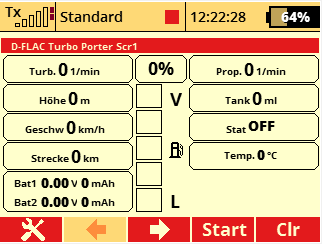 Tx Standard 12:22:28 64%
D-FLAC Turbo Porter Scr1
Turb. 0 1/min 0% Prop. 0 1/min
Höhe 0 m V Tank 0 ml
Geschw 0 km/h Stat OFF
Strecke 0 km Temp. 0 °C
Bat1 0.00 V 0 mAh
Bat2 0.00 V 0 mAh L
Start Clr